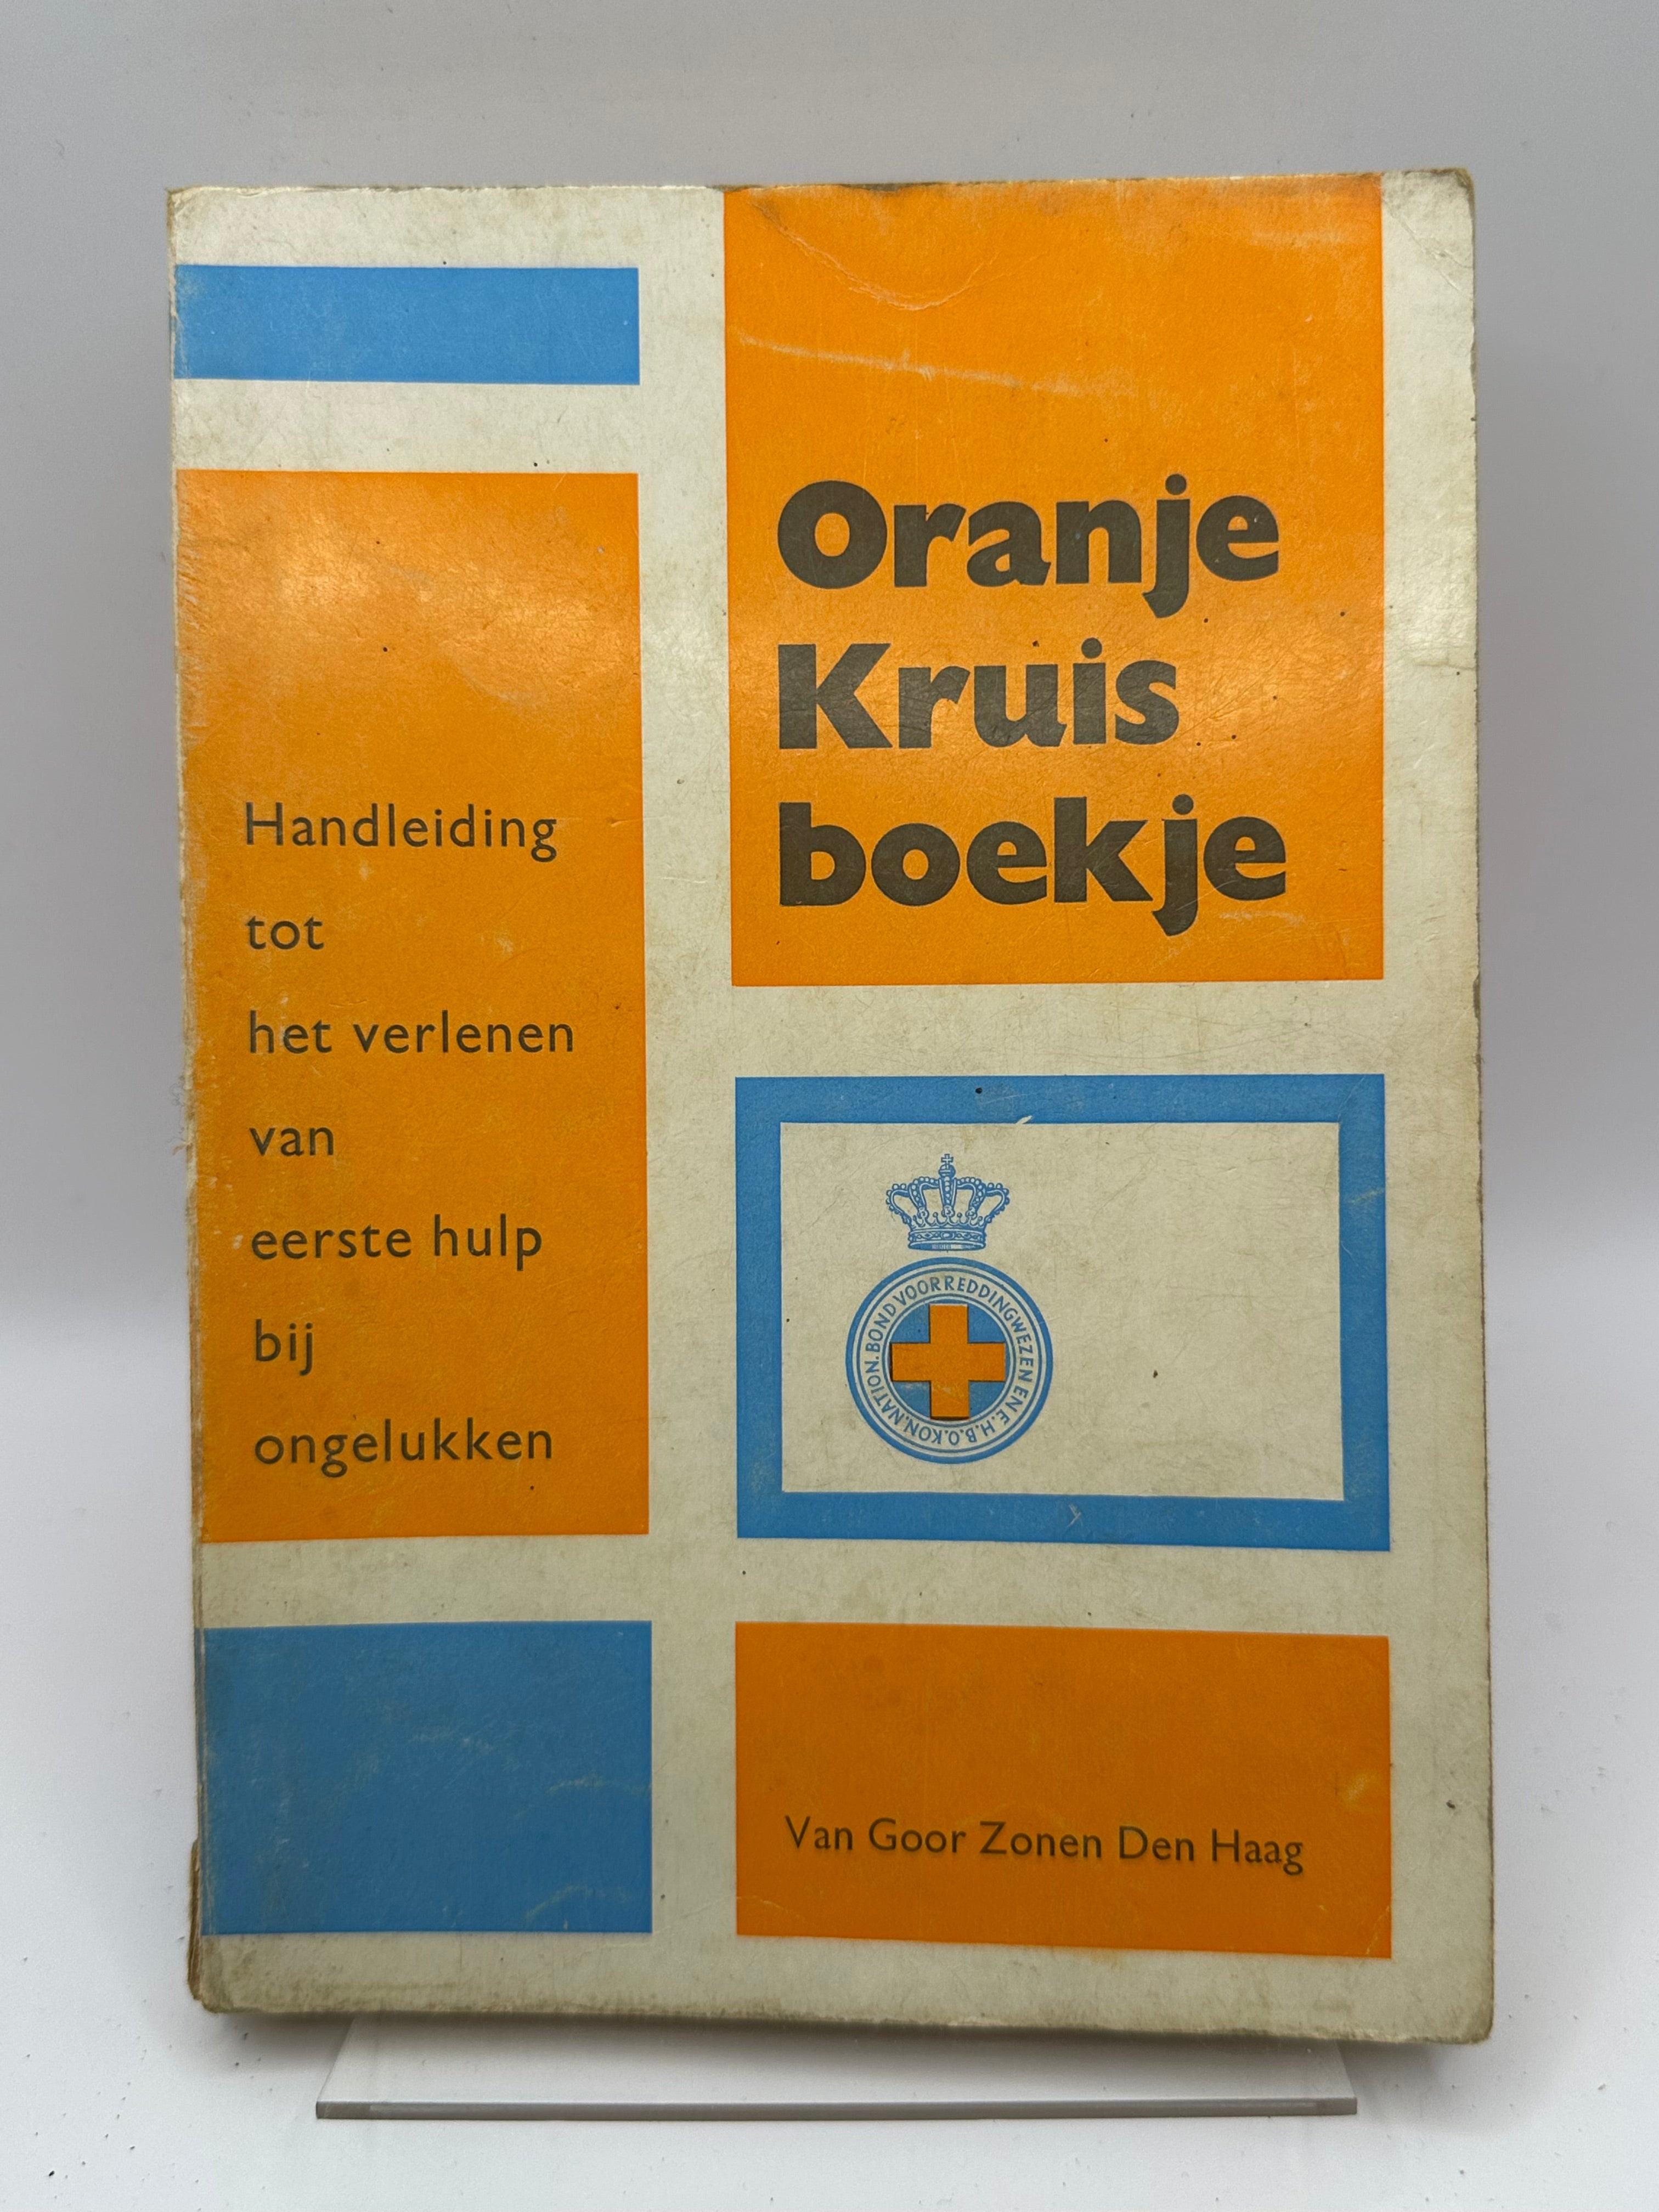 Oranje
Kruis
boekje
Handleiding
tot
het verlenen
van
eerste hulp
bij
ongelukken
KON. NATION. BOND VOOR REDDINGWEZEN EN E.H.B.O.
Van Goor Zonen Den Haag